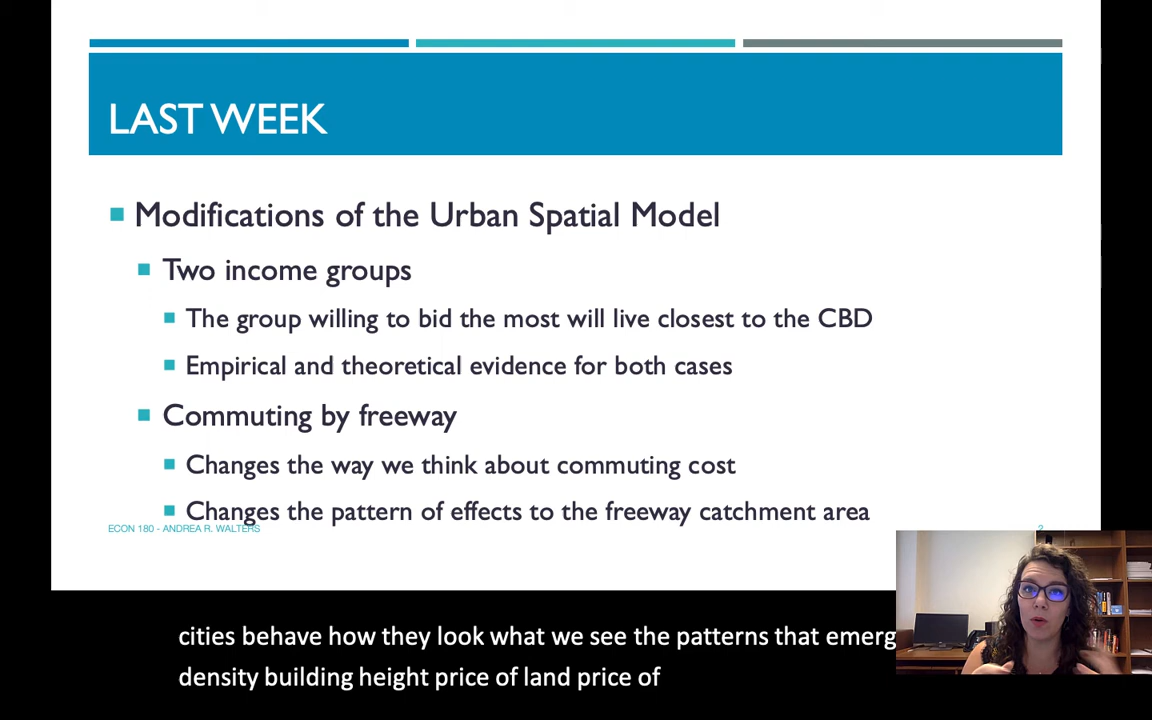 LAST WEEK
Modifications of the Urban Spatial Model
Two income groups
The group willing to bid the most will live closest to the CBD
Empirical and theoretical evidence for both cases
Commuting by freeway
Changes the way we think about commuting cost
Changes the pattern of effects to the freeway catchment area
ECON 180 - ANDREA R. WALTERS
2
cities behave how they look what we see the patterns that emerg
density building height price of land price of